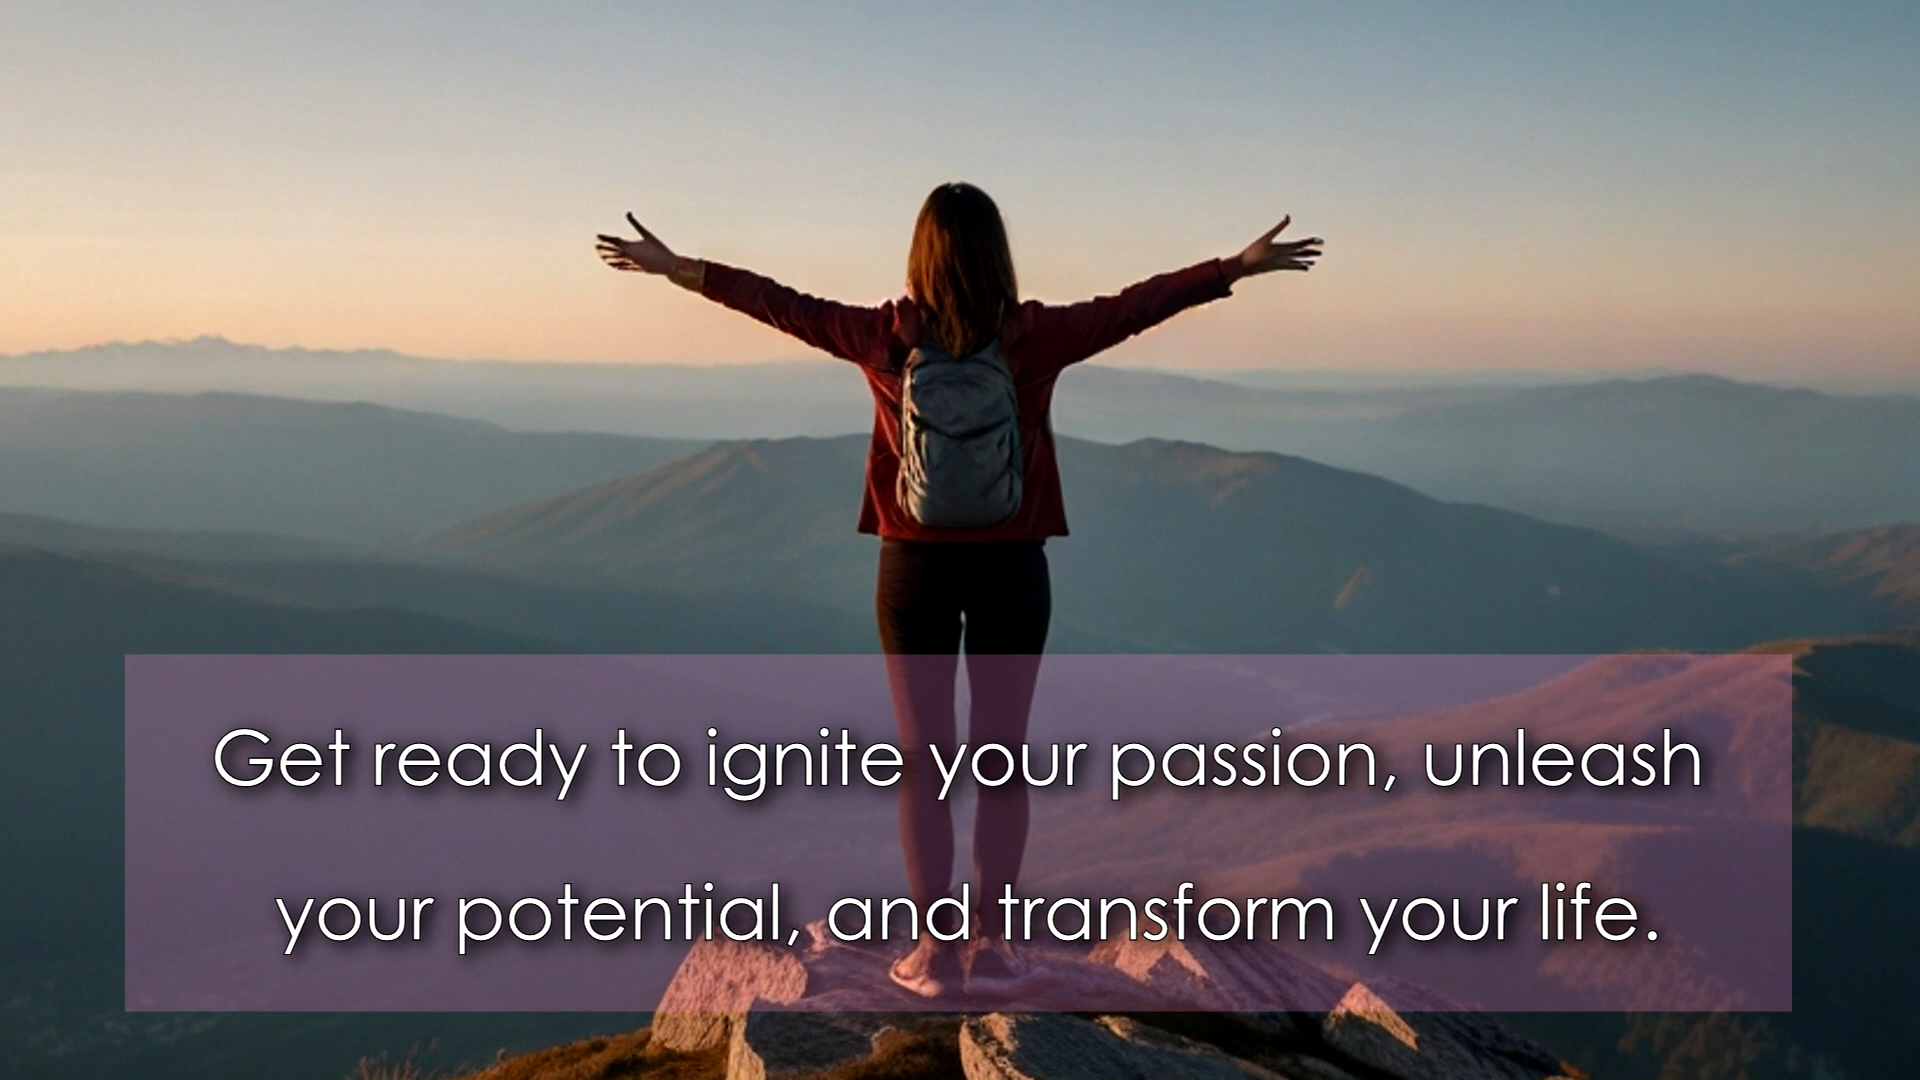 Get ready to ignite your passion, unleash
your potential, and transform your life.